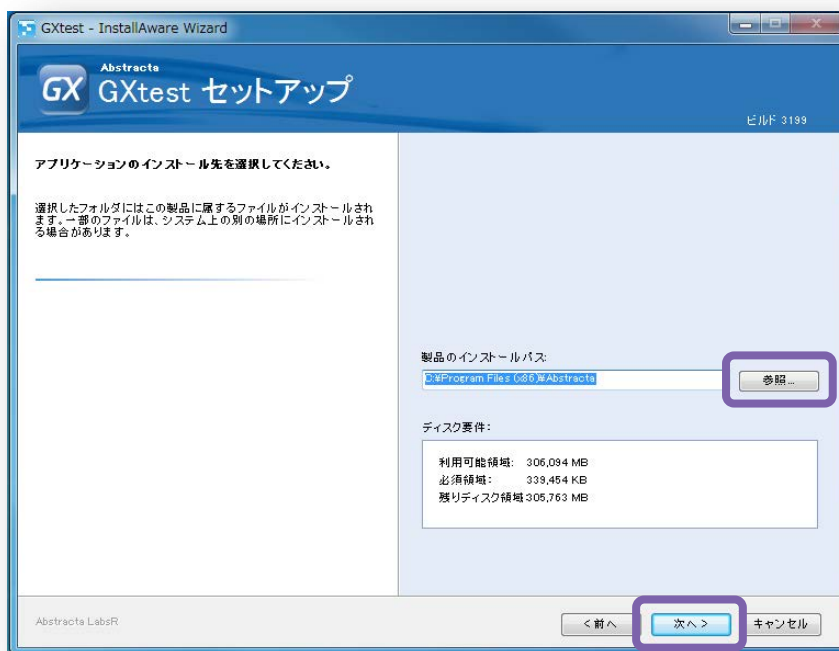 GXtest - InstallAware Wizard
Abstracta
GX GXtest セットアップ
ビルド 3199
アプリケーションのインストール先を選択してください。
選択したフォルダにはこの製品に属するファイルがインストールされ
ます。一部のファイルは、システム上の別の場所にインストールされ
る場合があります。
製品のインストールパス:
C:¥Program Files (x86)¥Abstracta
参照...
ディスク要件:
利用可能領域: 306,094 MB
必須領域: 339,454 KB
残りディスク領域 305,763 MB
Abstracta LabsR
<前へ
次へ >
キャンセル